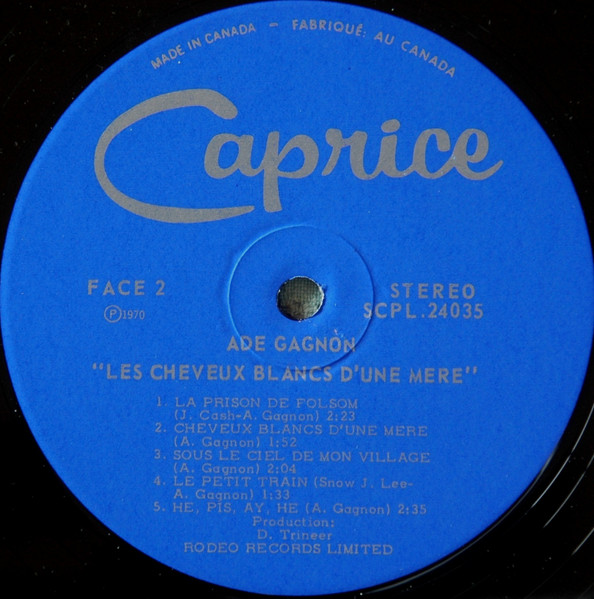 MADE IN CANADA – FABRIQUÉ: AU CANADA
Caprice
FACE 2
STEREO
℗1970
SCPL.24035
ADE GAGNON
"LES CHEVEUX BLANCS D'UNE MERE"
1. LA PRISON DE FOLSOM
(J. Cash-A. Gagnon) 2:23
2. CHEVEUX BLANCS D'UNE MERE
(A. Gagnon) 1:52
3. SOUS LE CIEL DE MON VILLAGE
(A. Gagnon) 2:04
4. LE PETIT TRAIN (Snow J. Lee-
A. Gagnon) 1:33
5. HE, PIS, AY, HE (A. Gagnon) 2:35
Production:
D. Trineer
RODEO RECORDS LIMITED